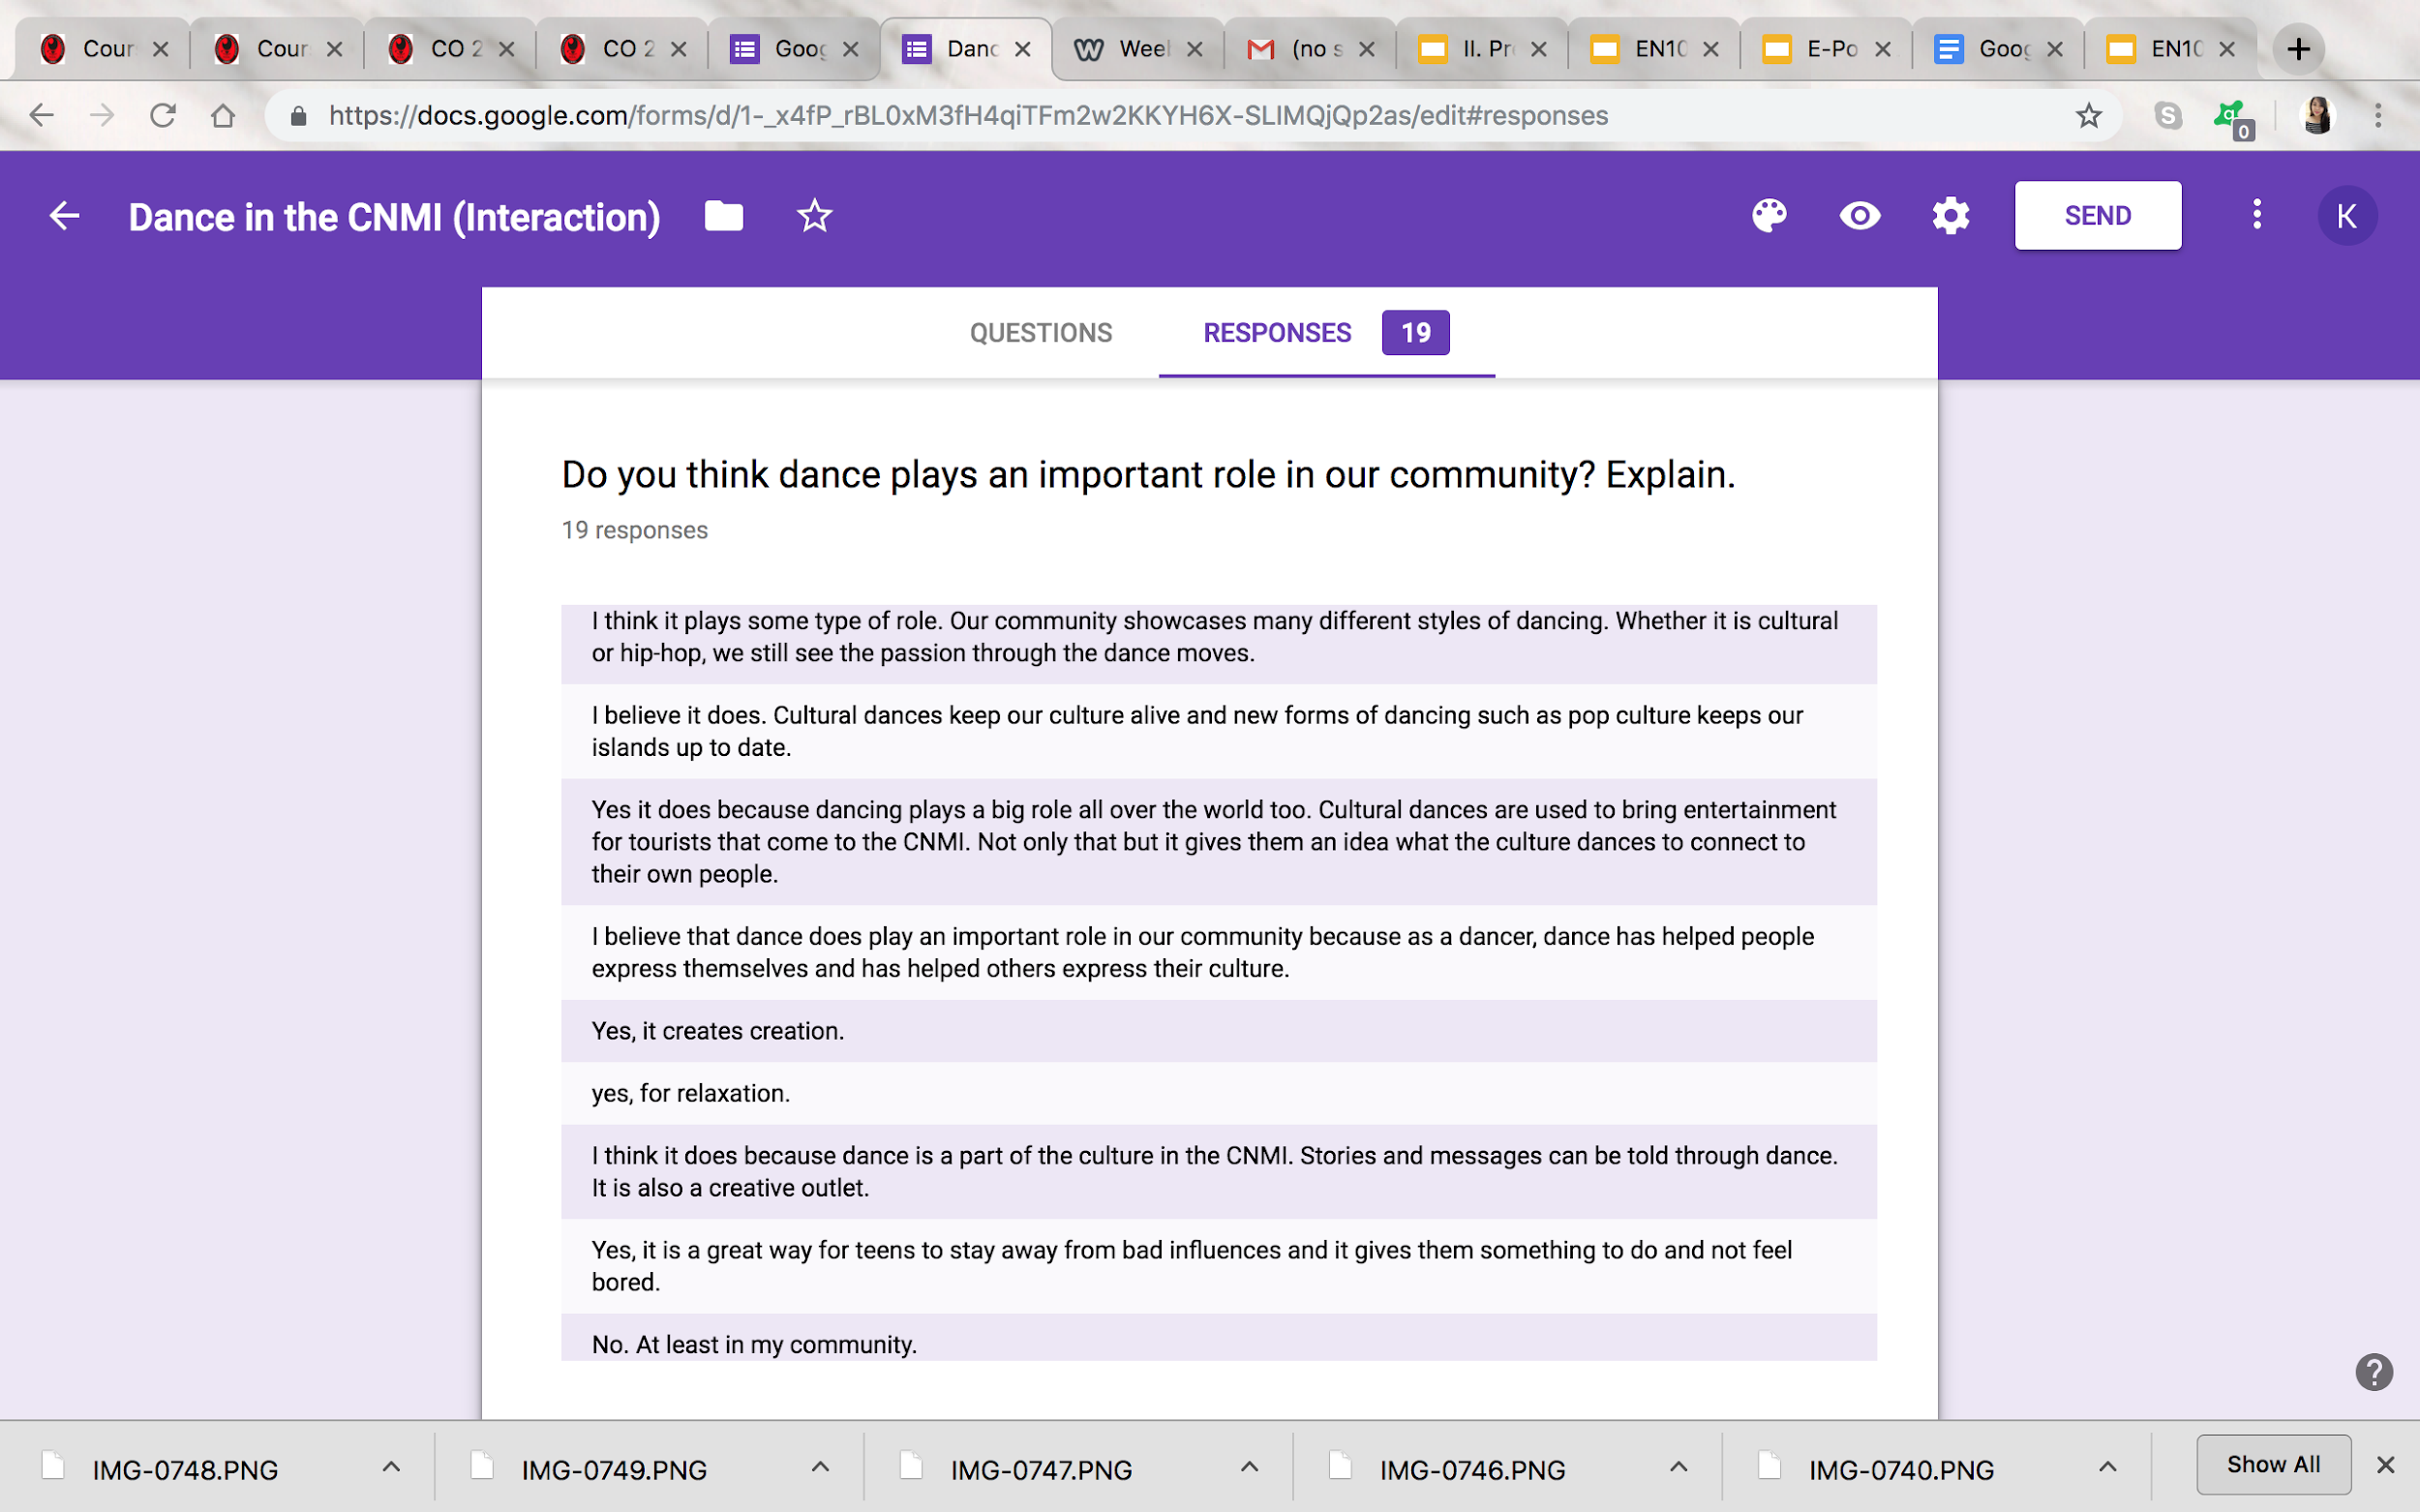 Cour
Cour
CO 2
CO 2
Goog
Danc
Weel
(no s
II. Pr
EN10
E-Po
Goog
EN10
https://docs.google.com/forms/d/1-_x4fP_rBL0xM3fH4qiTFm2w2KKYH6X-SLIMQjQp2as/edit#responses
0
Dance in the CNMI (Interaction)
SEND
K
QUESTIONS
RESPONSES 19
Do you think dance plays an important role in our community? Explain.
19 responses
I think it plays some type of role. Our community showcases many different styles of dancing. Whether it is cultural
or hip-hop, we still see the passion through the dance moves.
I believe it does. Cultural dances keep our culture alive and new forms of dancing such as pop culture keeps our
islands up to date.
Yes it does because dancing plays a big role all over the world too. Cultural dances are used to bring entertainment
for tourists that come to the CNMI. Not only that but it gives them an idea what the culture dances to connect to
their own people.
I believe that dance does play an important role in our community because as a dancer, dance has helped people
express themselves and has helped others express their culture.
Yes, it creates creation.
yes, for relaxation.
I think it does because dance is a part of the culture in the CNMI. Stories and messages can be told through dance.
It is also a creative outlet.
Yes, it is a great way for teens to stay away from bad influences and it gives them something to do and not feel
bored.
No. At least in my community.
IMG-0748.PNG
IMG-0749.PNG
IMG-0747.PNG
IMG-0746.PNG
IMG-0740.PNG
Show All